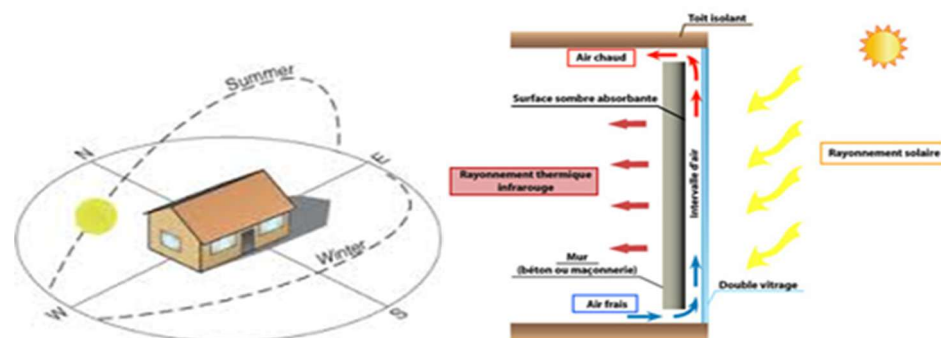 Summer
N
E
Winter
W
S
Toit isolant
Air chaud
Surface sombre absorbante
Rayonnement solaire
Intervalle d'air
Rayonnement thermique
infrarouge
Mur
(béton ou maçonnerie)
Double vitrage
Air frais